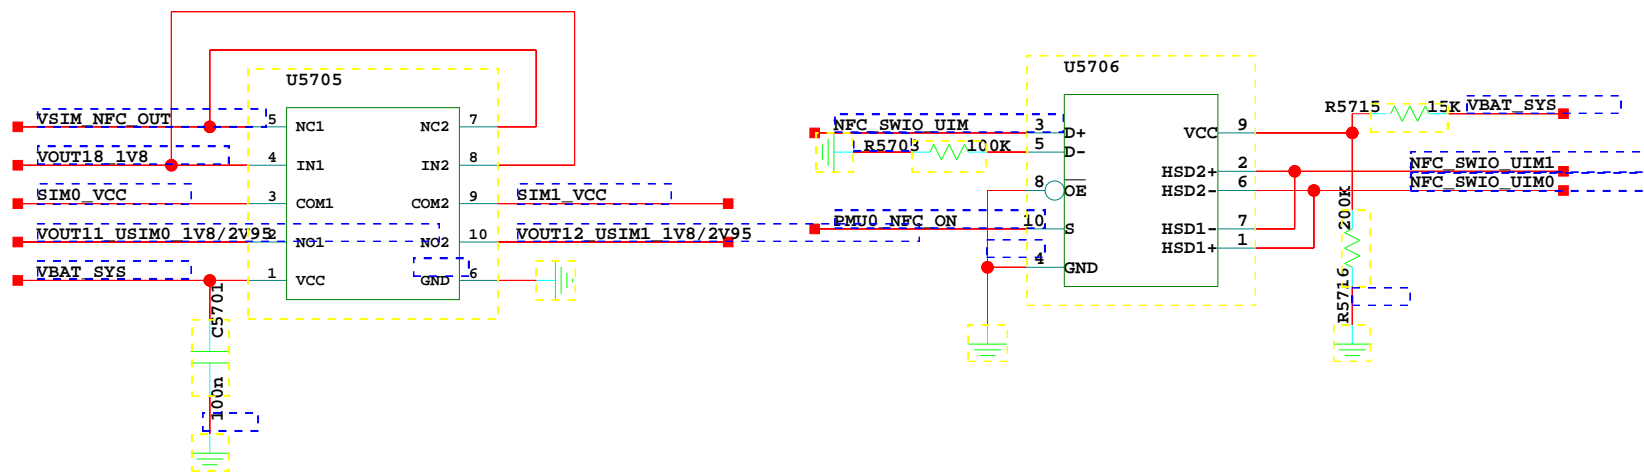 U5705
VSIM_NFC_OUT
5
NC1
NC2
7
VOUT18_1V8
4
IN1
IN2
8
SIM0_VCC
3
COM1
COM2
9
SIM1_VCC
VOUT11_USIM0_1V8/2V95
2
NO1
NO2
10
VOUT12_USIM1_1V8/2V95
VBAT_SYS
1
VCC
GND
6
C5701
100n
U5706
NFC_SWIO_UIM
3
D+
R5703
100K
5
D-
8
OE
PMU0_NFC_ON
10
S
4
GND
VCC
9
R5715
15K
VBAT_SYS
HSD2+
2
NFC_SWIO_UIM1
HSD2-
6
NFC_SWIO_UIM0
HSD1-
7
HSD1+
1
200K
R5716